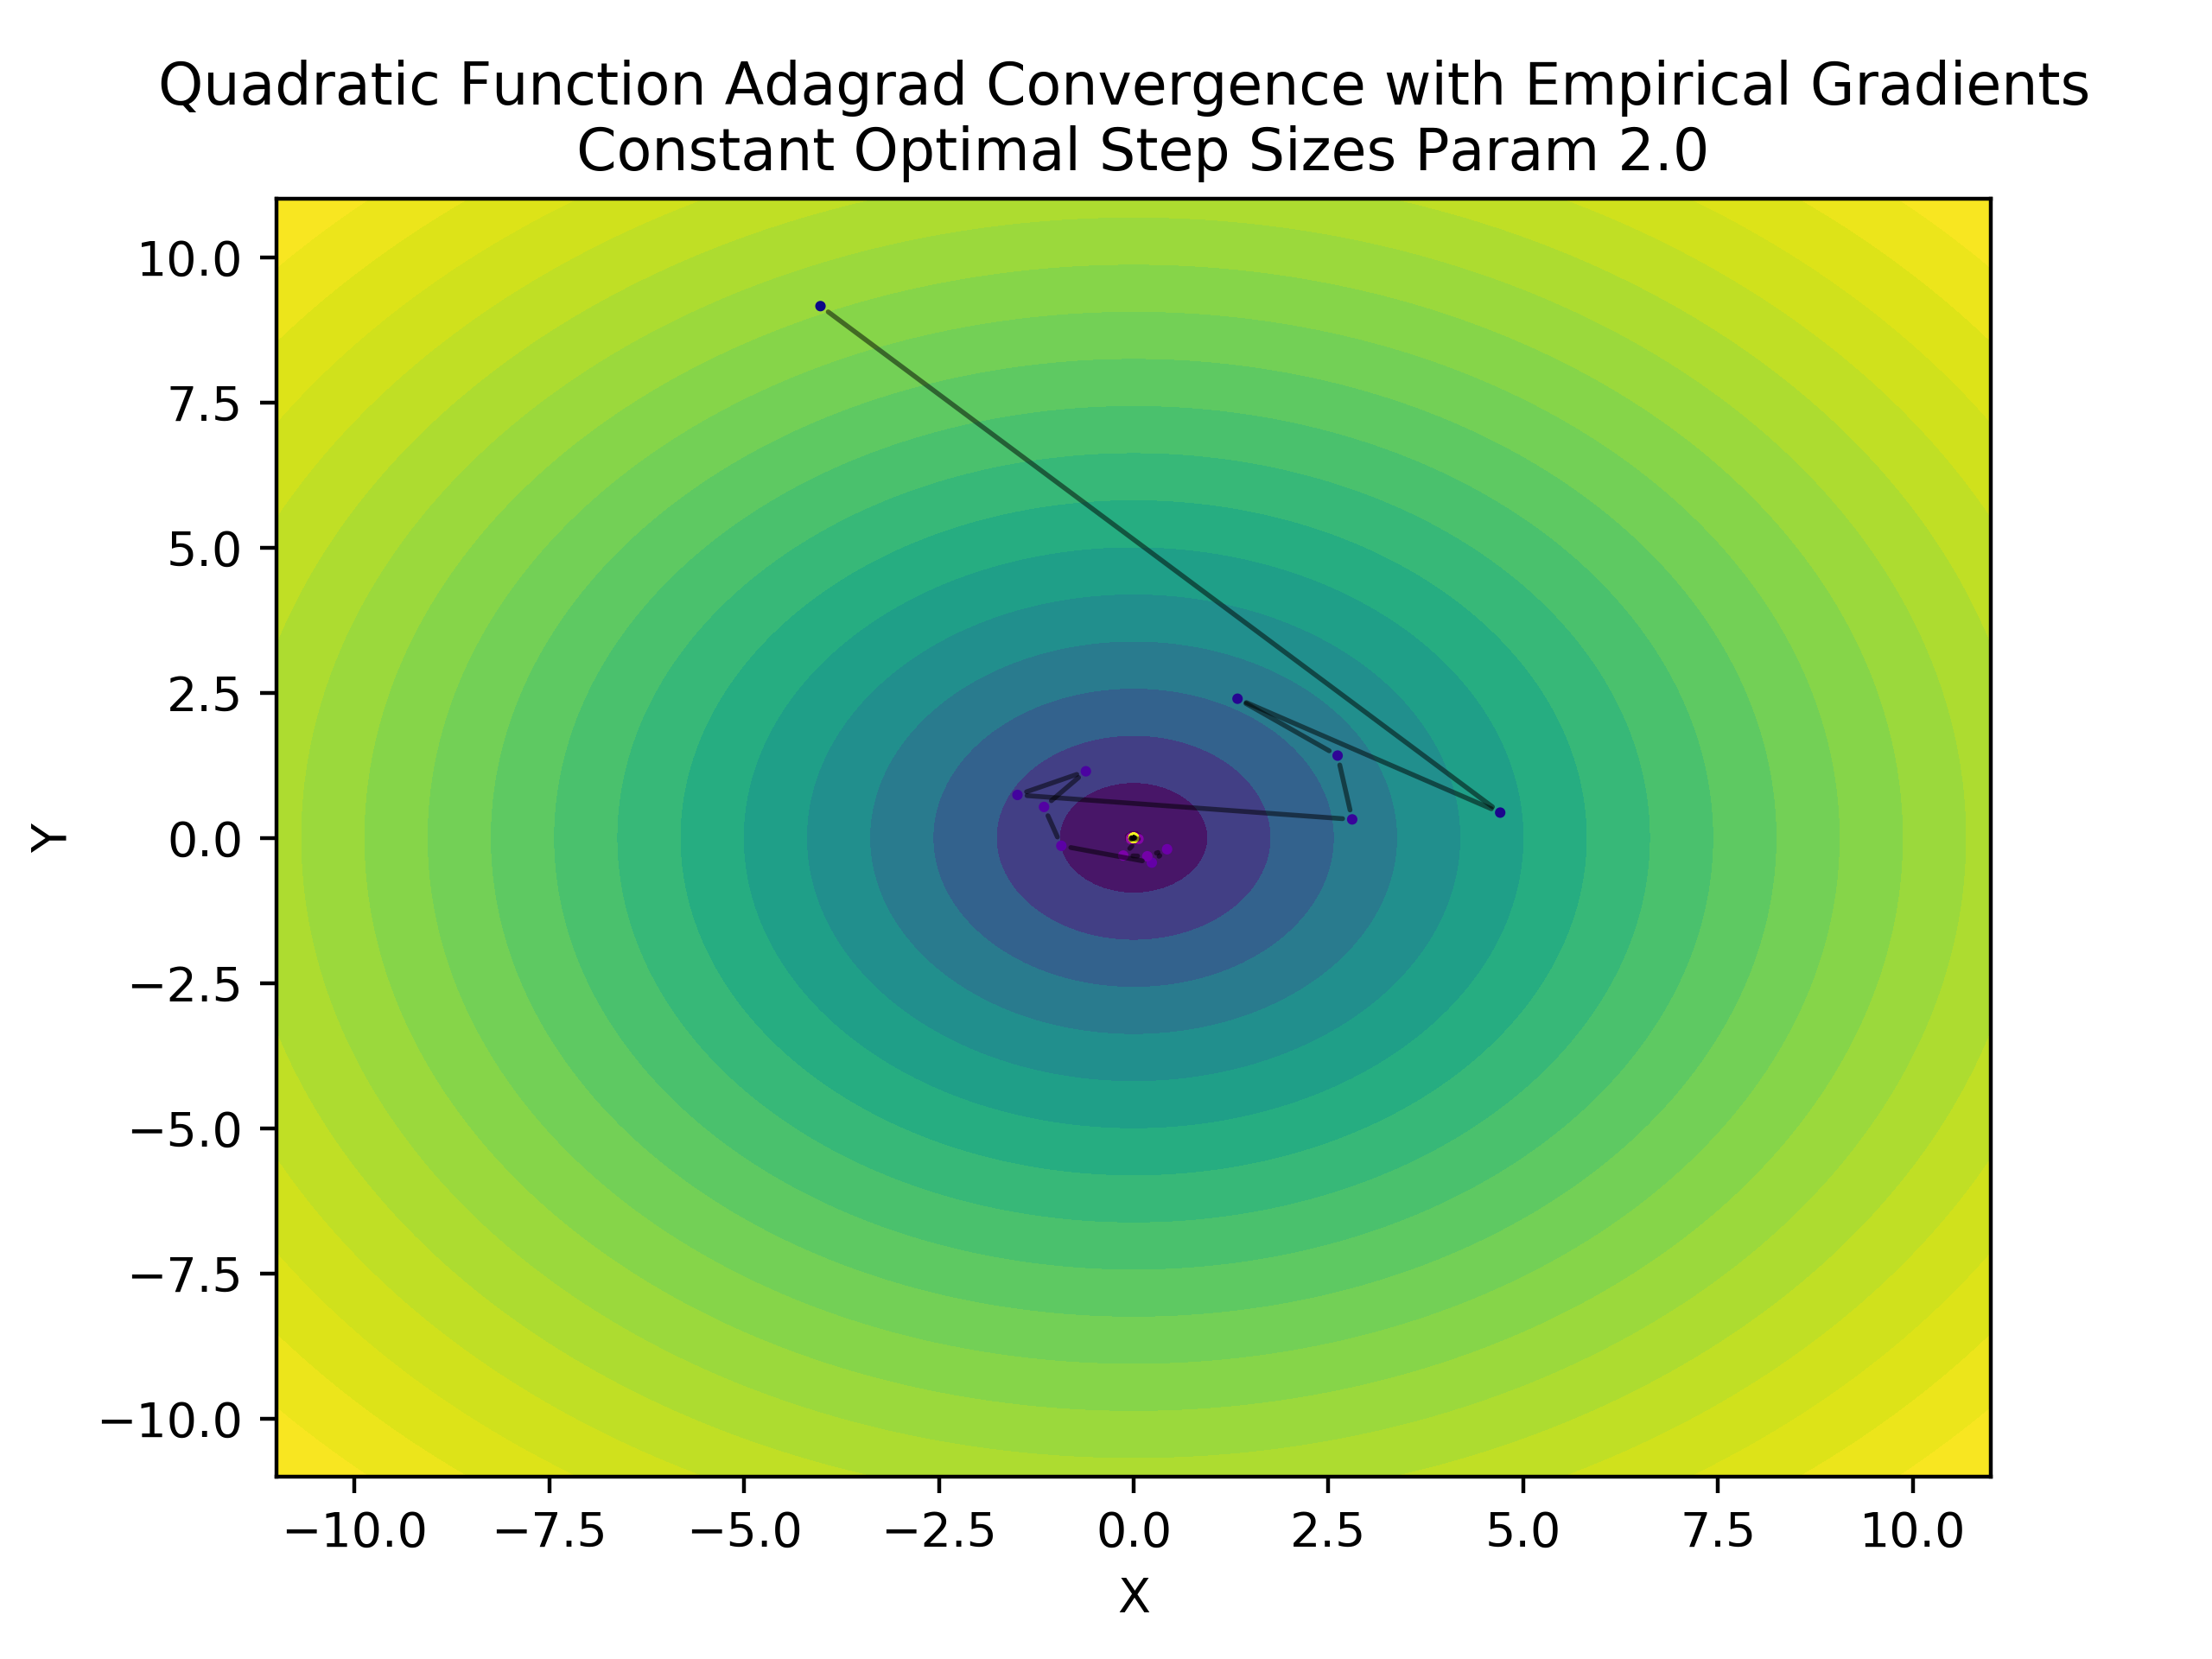 Quadratic Function Adagrad Convergence with Empirical Gradients
Constant Optimal Step Sizes Param 2.0
10.0
7.5
5.0
2.5
0.0
−2.5
−5.0
−7.5
−10.0
Y
−10.0 −7.5 −5.0 −2.5 0.0 2.5 5.0 7.5 10.0
X